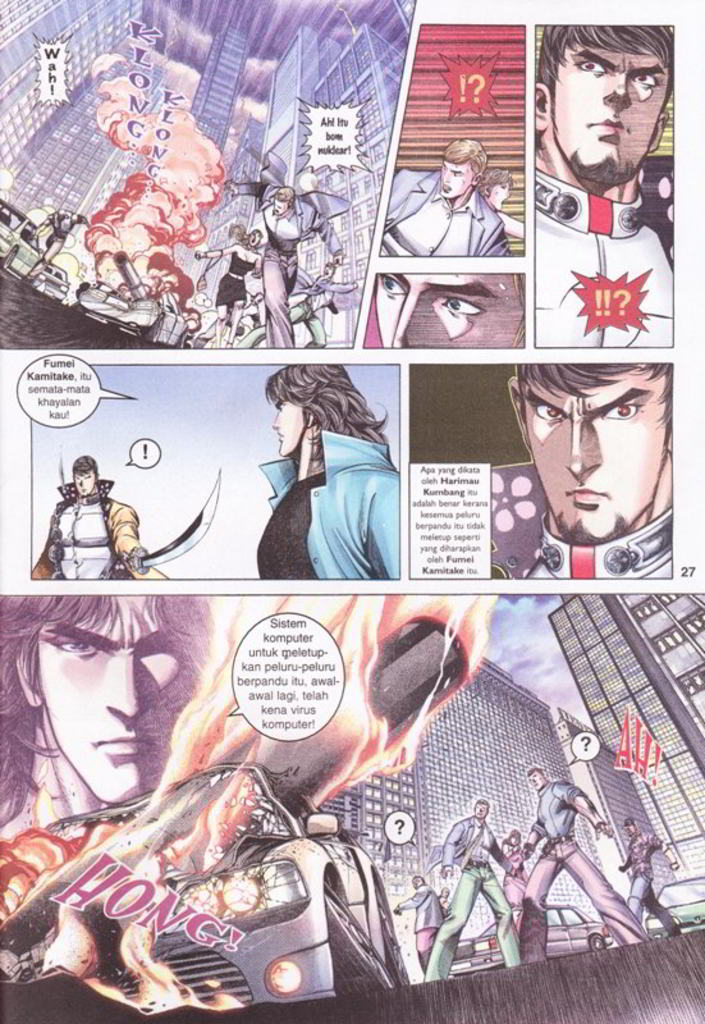 Wah!
KLONG
KLONG...
Ah! Itu
bom
nuklear!
!?
!!?
Fumei
Kamitake, itu
semata-mata
khayalan
kau!
!
Apa yang dikata
oleh Harimau
Kumbang itu
adalah benar kerana
kesemua peluru
berpandu itu tidak
meletup seperti
yang diharapkan
oleh Fumei
Kamitake itu.
27
Sistem
komputer
untuk meletup-
kan peluru-peluru
berpandu itu, awal-
awal lagi, telah
kena virus
komputer!
?
?
AH!
HONG!